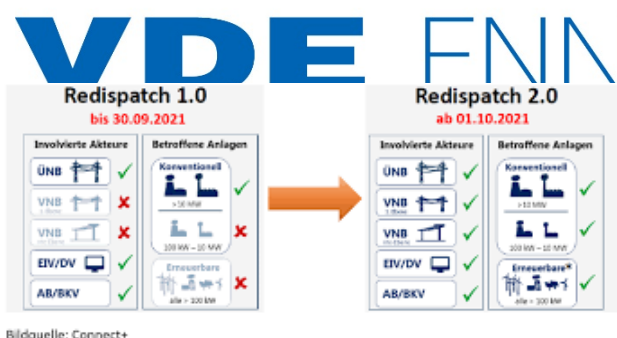 VDE FNN
Redispatch 1.0
bis 30.09.2021
Involvierte Akteure
ÜNB
VNB
VNB
EIV/DV
AB/BKV
Betroffene Anlagen
Konventionell
>10 MW
100 kW – 10 MW
Erneuerbare
alle > 100 kW
Redispatch 2.0
ab 01.10.2021
Involvierte Akteure
ÜNB
VNB
VNB
EIV/DV
AB/BKV
Betroffene Anlagen
Konventionell
>10 MW
100 kW – 10 MW
Erneuerbare*
alle > 100 kW
Bildquelle: Connect+